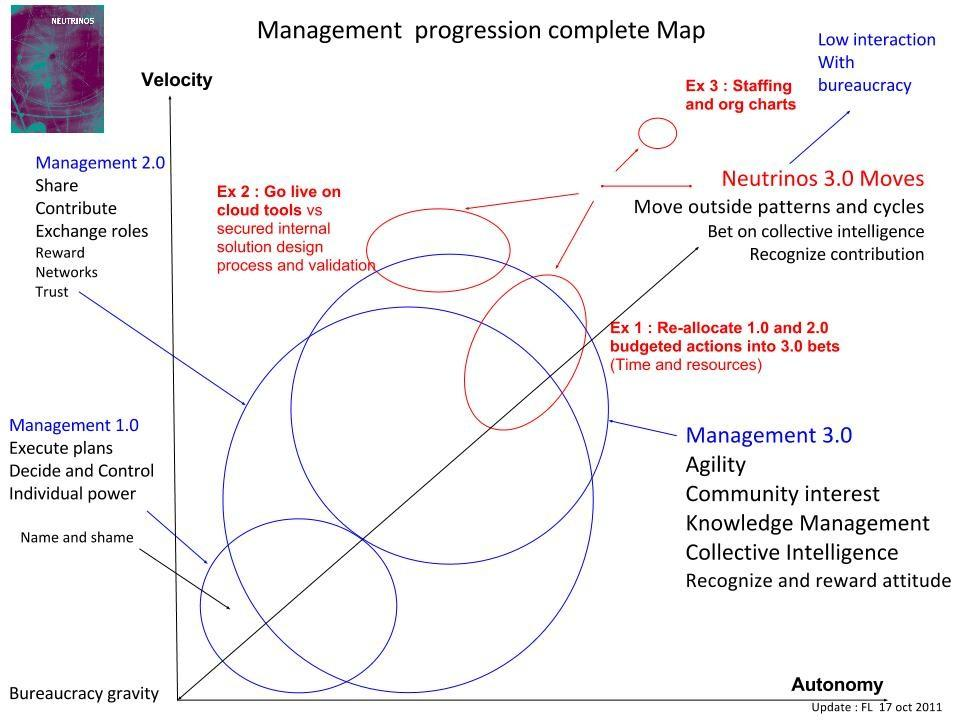 NEUTRINOS
Management progression complete Map
Low interaction
With
bureaucracy
Velocity
Ex 3 : Staffing
and org charts
Management 2.0
Share
Contribute
Exchange roles
Reward
Networks
Trust
Ex 2 : Go live on
cloud tools vs
secured internal
solution design
process and validation
Neutrinos 3.0 Moves
Move outside patterns and cycles
Bet on collective intelligence
Recognize contribution
Ex 1 : Re-allocate 1.0 and 2.0
budgeted actions into 3.0 bets
(Time and resources)
Management 1.0
Execute plans
Decide and Control
Individual power
Name and shame
Management 3.0
Agility
Community interest
Knowledge Management
Collective Intelligence
Recognize and reward attitude
Bureaucracy gravity
Autonomy
Update : FL 17 oct 2011